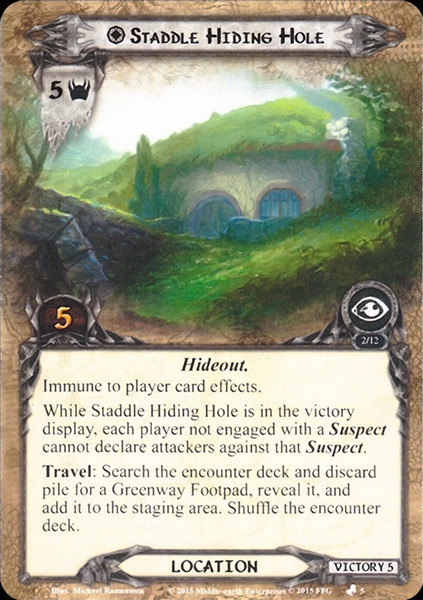 STADDLE HIDING HOLE
5
5
2/12
Hideout.
Immune to player card effects.
While Staddle Hiding Hole is in the victory
display, each player not engaged with a Suspect
cannot declare attackers against that Suspect.
Travel: Search the encounter deck and discard
pile for a Greenway Footpad, reveal it, and
add it to the staging area. Shuffle the encounter
deck.
LOCATION
VICTORY 5
Illus. Michael Rasmussen © 2015 Middle-earth Enterprises © 2015 FFG 5